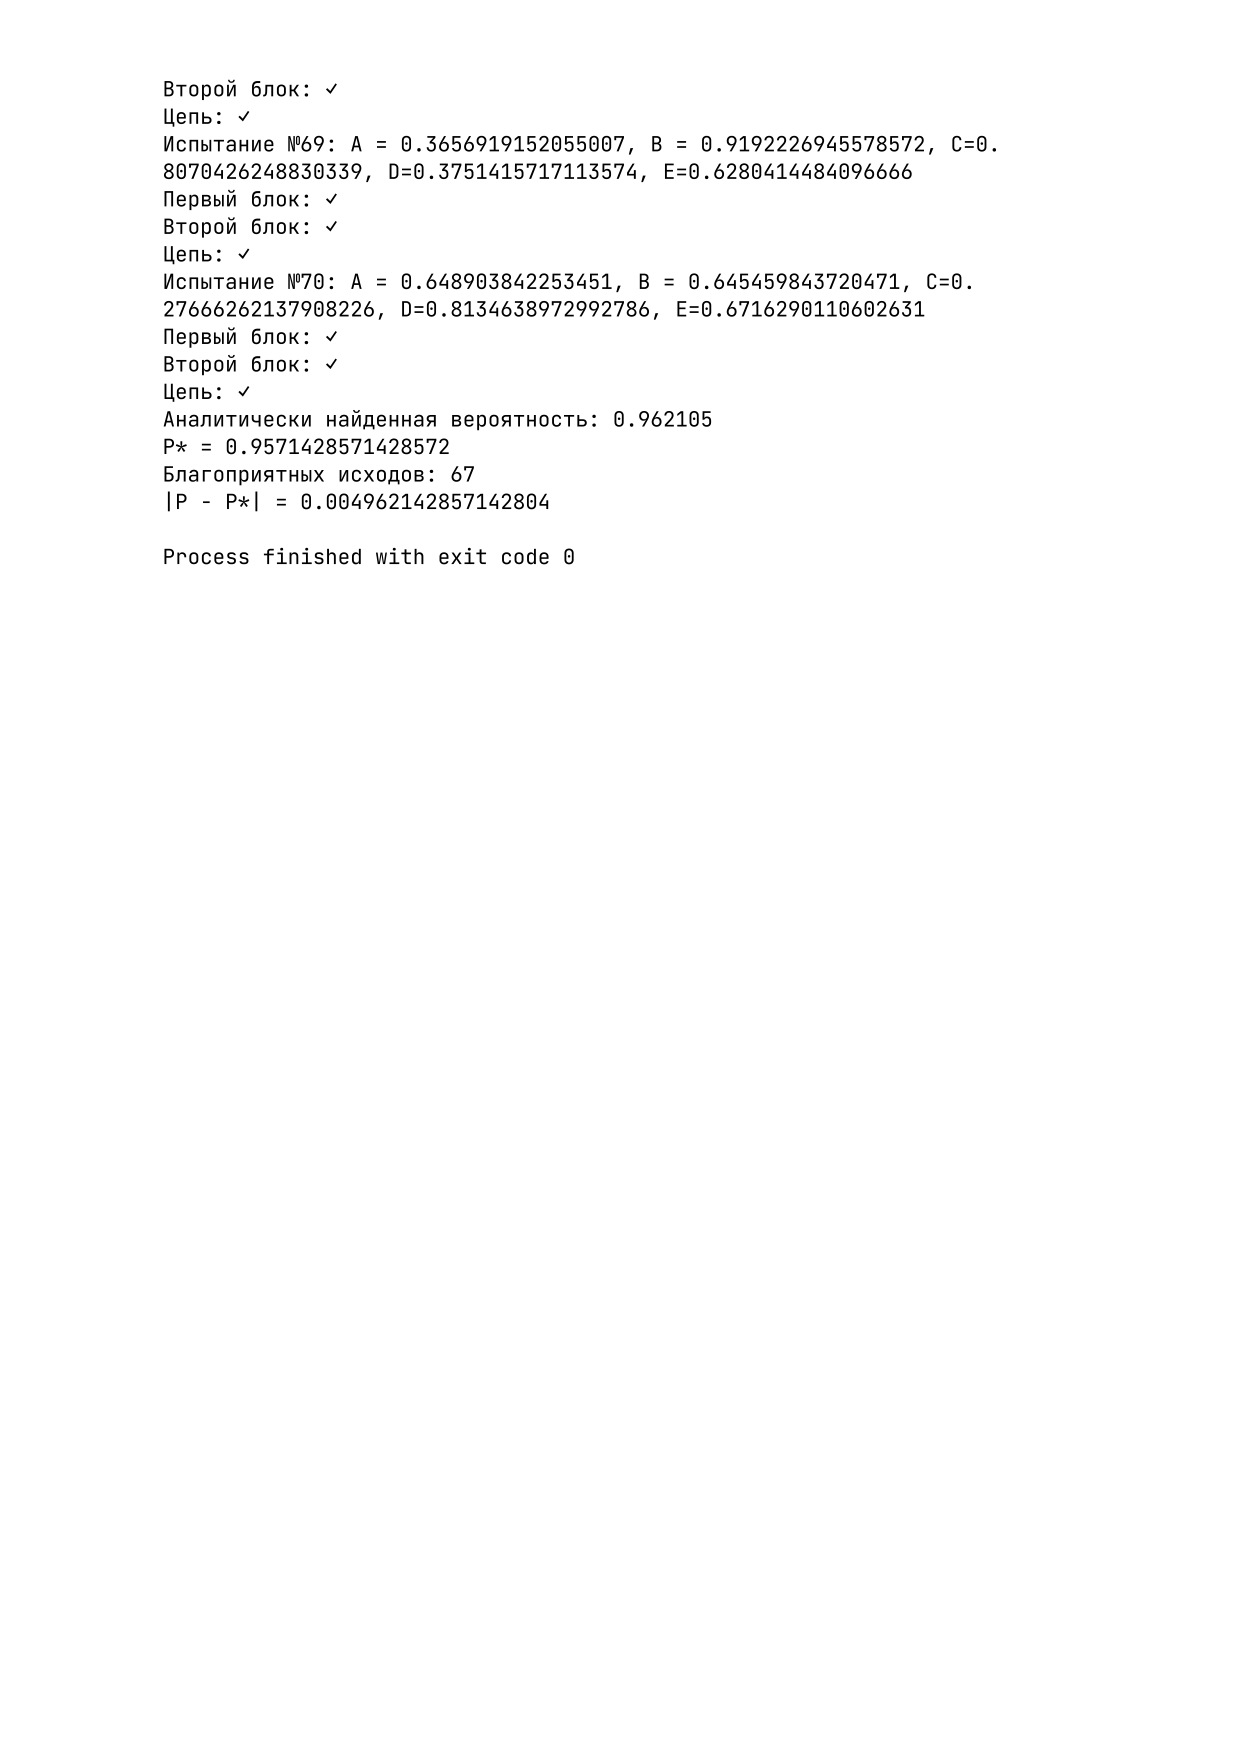 Второй блок: ✓
Цепь: ✓
Испытание №69: A = 0.3656919152055007, B = 0.9192226945578572, C=0.
8070426248830339, D=0.3751415717113574, E=0.6280414484096666
Первый блок: ✓
Второй блок: ✓
Цепь: ✓
Испытание №70: A = 0.648903842253451, B = 0.645459843720471, C=0.
27666262137908226, D=0.8134638972992786, E=0.6716290110602631
Первый блок: ✓
Второй блок: ✓
Цепь: ✓
Аналитически найденная вероятность: 0.962105
P* = 0.9571428571428572
Благоприятных исходов: 67
|P - P*| = 0.004962142857142804
Process finished with exit code 0